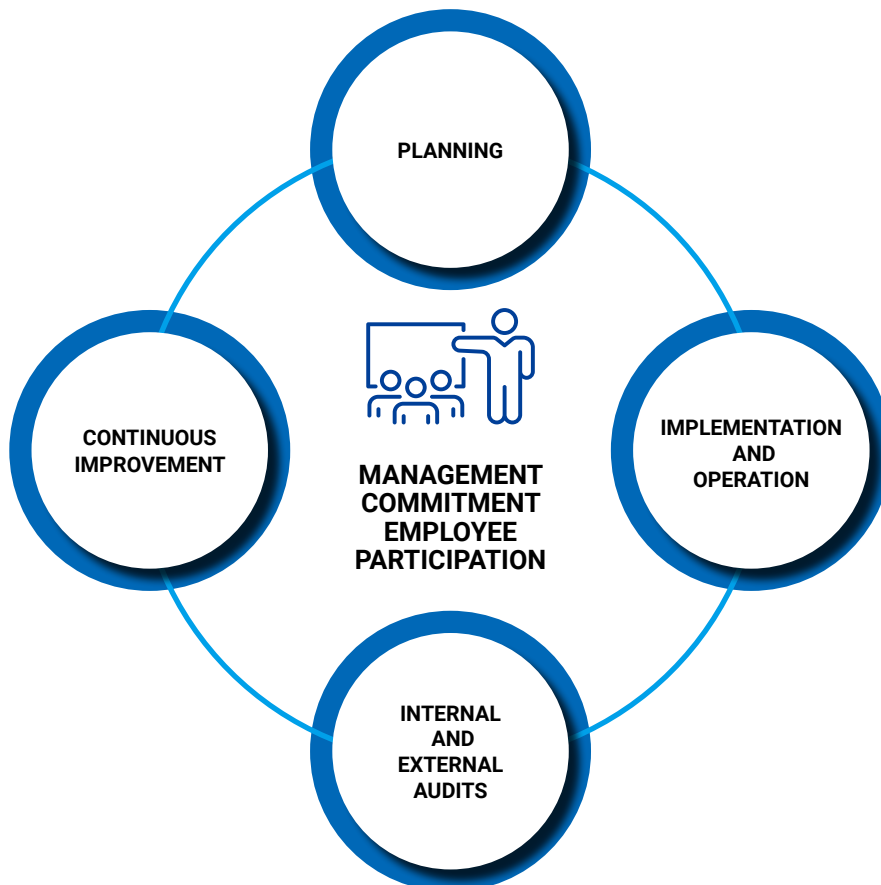 PLANNING
CONTINUOUS
IMPROVEMENT
IMPLEMENTATION
AND
OPERATION
MANAGEMENT
COMMITMENT
EMPLOYEE
PARTICIPATION
INTERNAL
AND
EXTERNAL
AUDITS